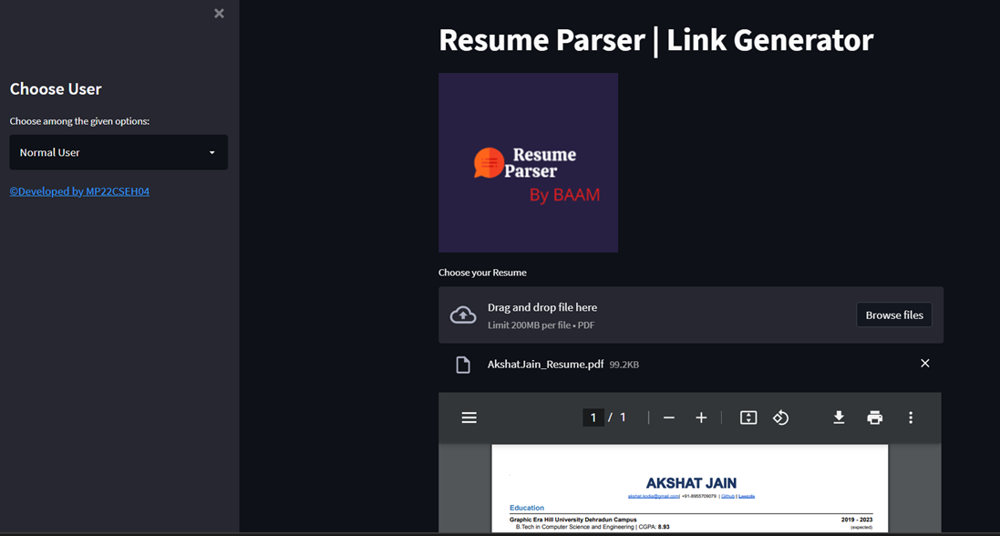 Choose User
Choose among the given options:
Normal User
©Developed by MP22CSEH04
Resume Parser | Link Generator
Resume
Parser
By BAAM
Choose your Resume
Drag and drop file here
Limit 200MB per file • PDF
Browse files
AkshatJain_Resume.pdf 99.2KB
1 / 1
AKSHAT JAIN
+91-8955709079 | Github |
Education
Graphic Era Hill University Dehradun Campus 2019 - 2023
B.Tech in Computer Science and Engineering | CGPA: 8.93 (expected)